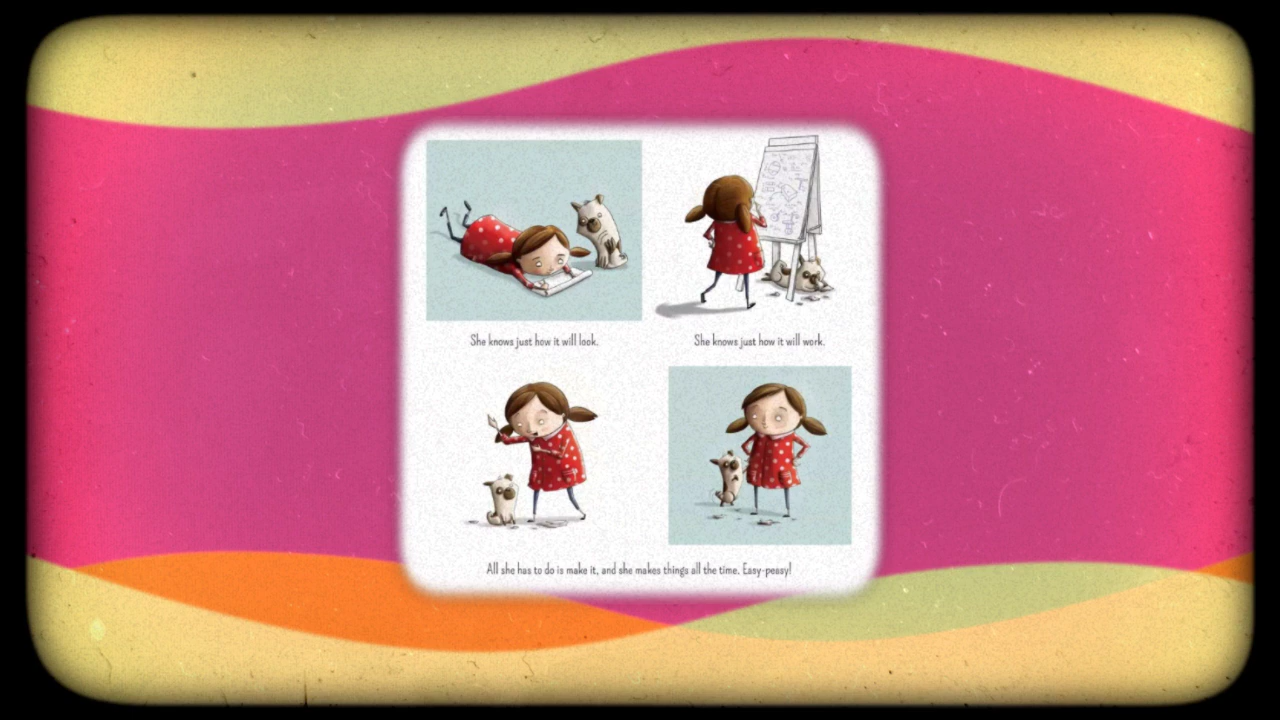 She knows just how it will look.
She knows just how it will work.
All she has to do is make it, and she makes things all the time. Easy-peasy!